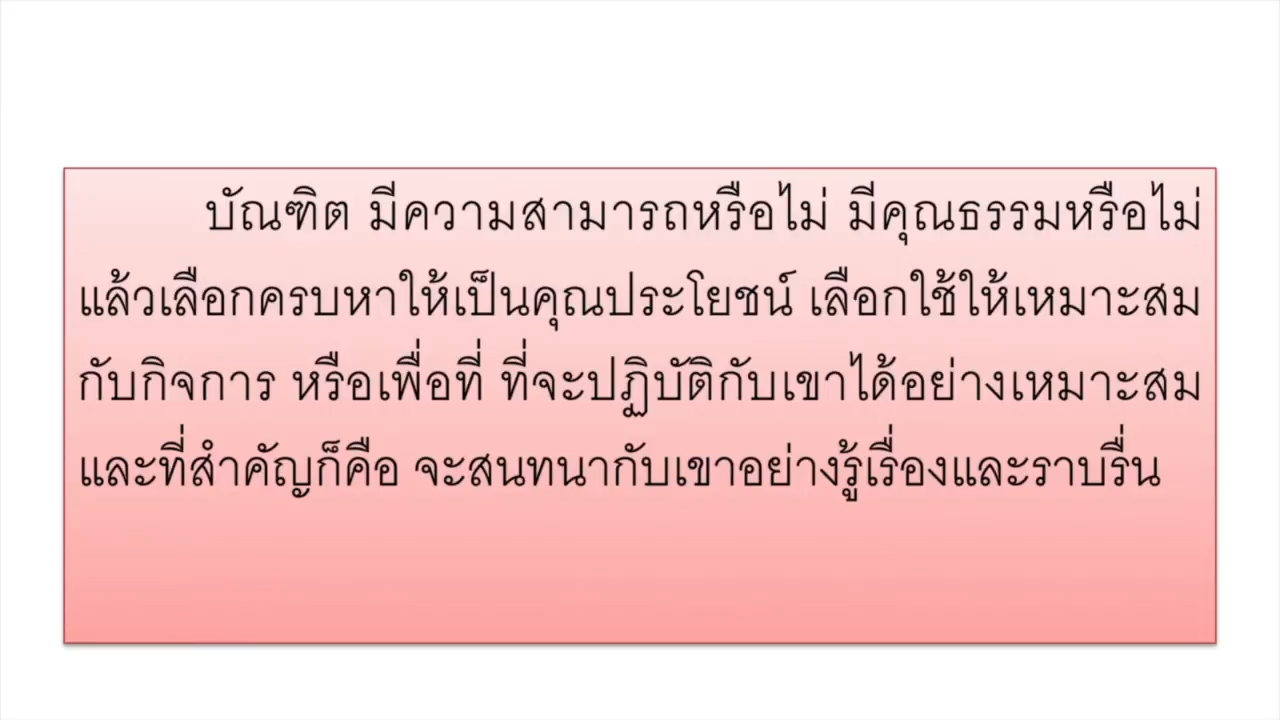 บัณฑิต มีความสามารถหรือไม่ มีคุณธรรมหรือไม่
แล้วเลือกครบหาให้เป็นคุณประโยชน์ เลือกใช้ให้เหมาะสม
กับกิจการ หรือเพื่อที่ ที่จะปฏิบัติกับเขาได้อย่างเหมาะสม
และที่สำคัญก็คือ จะสนทนากับเขาอย่างรู้เรื่องและราบรื่น